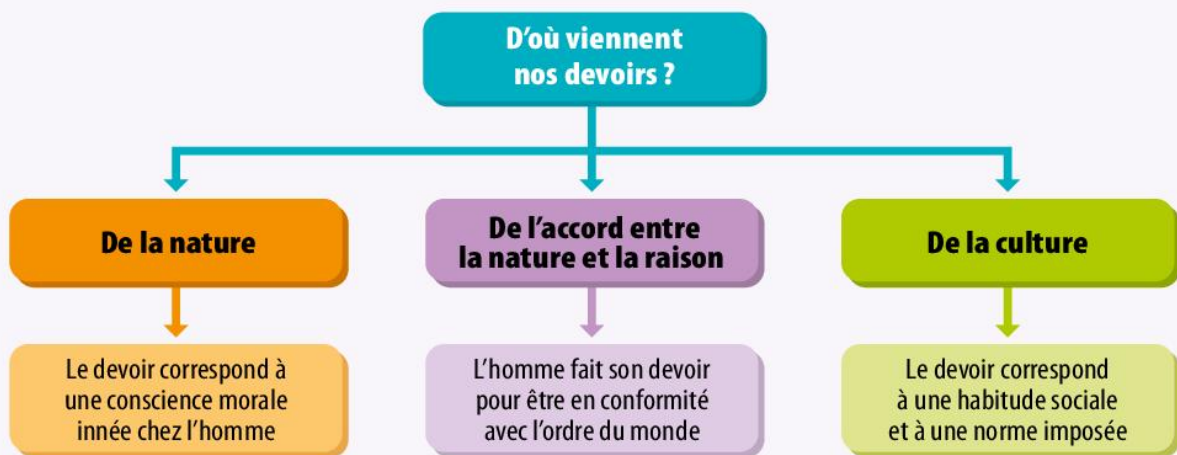 D'où viennent
nos devoirs ?
De la nature
De l'accord entre
la nature et la raison
De la culture
Le devoir correspond à
une conscience morale
innée chez l'homme
L'homme fait son devoir
pour être en conformité
avec l'ordre du monde
Le devoir correspond
à une habitude sociale
et à une norme imposée